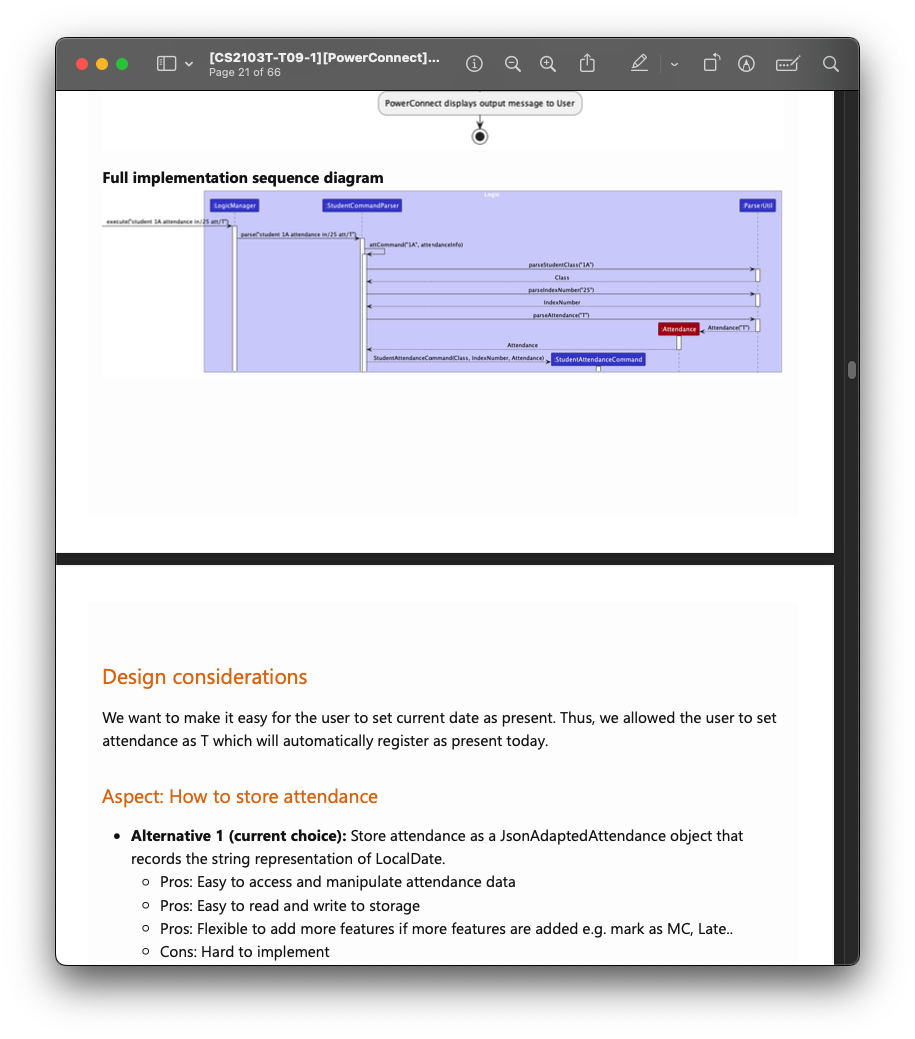 [CS2103T-T09-1][PowerConnect]...
Page 21 of 66
PowerConnect displays output message to User
Full implementation sequence diagram
Logic
:LogicManager
:StudentCommandParser
:ParserUtil
execute("student 1A attendance in/25 att/T")
parse("student 1A attendance in/25 att/T")
attCommand("1A", attendanceInfo)
parseStudentClass("1A")
Class
parseIndexNumber("25")
IndexNumber
parseAttendance("T")
:Attendance
Attendance("T")
Attendance
StudentAttendanceCommand(Class, IndexNumber, Attendance)
:StudentAttendanceCommand
Design considerations
We want to make it easy for the user to set current date as present. Thus, we allowed the user to set
attendance as T which will automatically register as present today.
Aspect: How to store attendance
• Alternative 1 (current choice): Store attendance as a JsonAdaptedAttendance object that
records the string representation of LocalDate.
○ Pros: Easy to access and manipulate attendance data
○ Pros: Easy to read and write to storage
○ Pros: Flexible to add more features if more features are added e.g. mark as MC, Late..
○ Cons: Hard to implement